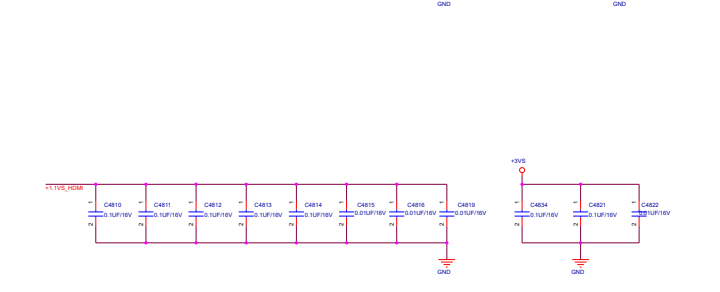 GND GND
+3VS
+1.1VS_HDMI
1 1 1 1 1 1 1 1 1 1 1
C4810 C4811 C4812 C4813 C4814 C4815 C4816 C4819 C4834 C4821 C4822
0.1UF/16V 0.1UF/16V 0.1UF/16V 0.1UF/16V 0.1UF/16V 0.01UF/16V 0.01UF/16V 0.01UF/16V 0.1UF/16V 0.1UF/16V 0.01UF/16V
2 2 2 2 2 2 2 2 2 2 2
GND GND